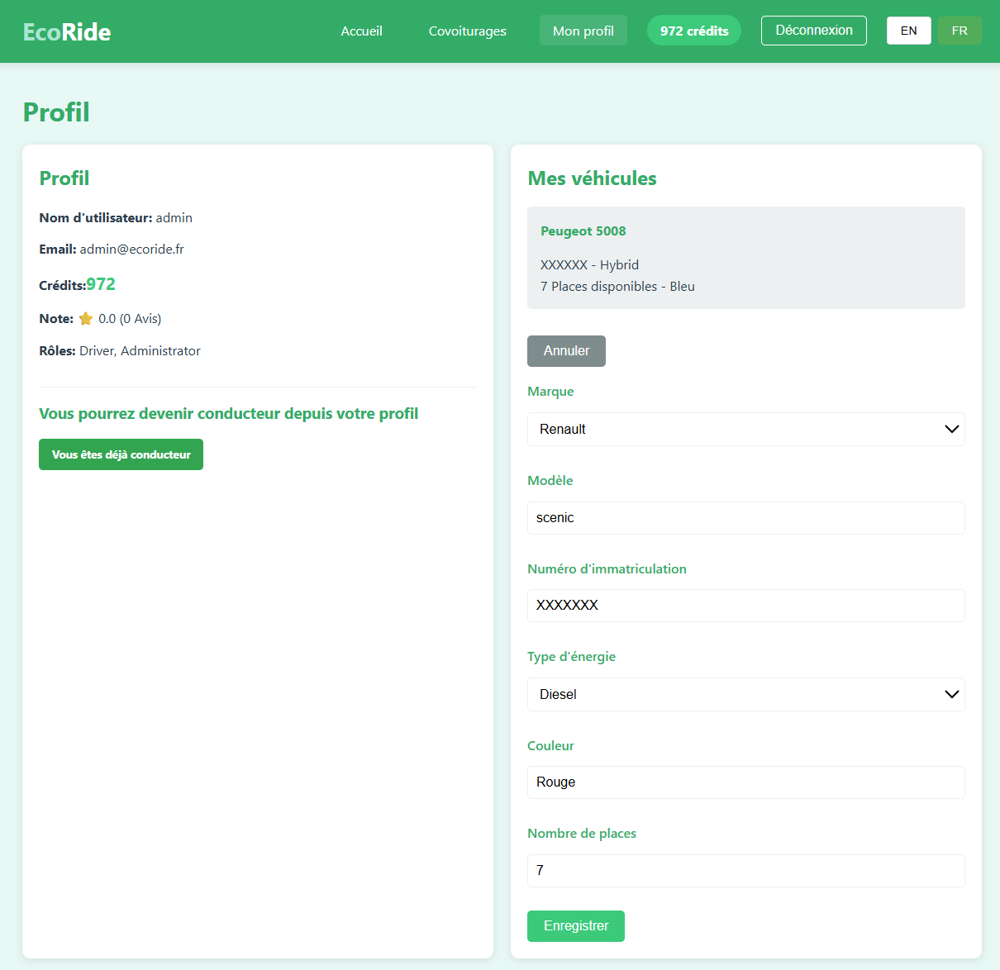 EcoRide
Accueil
Covoiturages
Mon profil
972 crédits
Déconnexion
EN
FR
Profil
Profil
Nom d'utilisateur: admin
Email: admin@ecoride.fr
Crédits:972
Note: ⭐ 0.0 (0 Avis)
Rôles: Driver, Administrator
Vous pourrez devenir conducteur depuis votre profil
Vous êtes déjà conducteur
Mes véhicules
Peugeot 5008
XXXXXX - Hybrid
7 Places disponibles - Bleu
Annuler
Marque
Renault
Modèle
scenic
Numéro d'immatriculation
XXXXXXX
Type d'énergie
Diesel
Couleur
Rouge
Nombre de places
7
Enregistrer